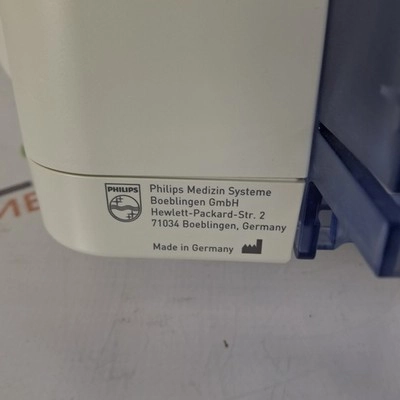 PHILIPS
Philips Medizin Systeme
Boeblingen GmbH
Hewlett-Packard-Str. 2
71034 Boeblingen, Germany
Made in Germany